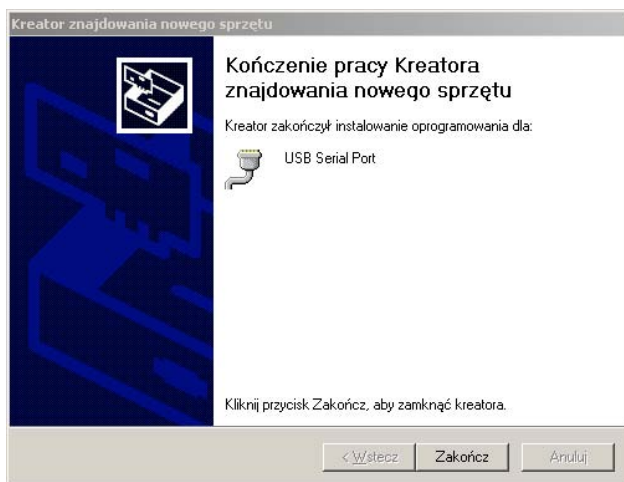 Kreator znajdowania nowego sprzętu
Kończenie pracy Kreatora
znajdowania nowego sprzętu
Kreator zakończył instalowanie oprogramowania dla:
USB Serial Port
Kliknij przycisk Zakończ, aby zamknąć kreatora.
< Wstecz
Zakończ
Anuluj